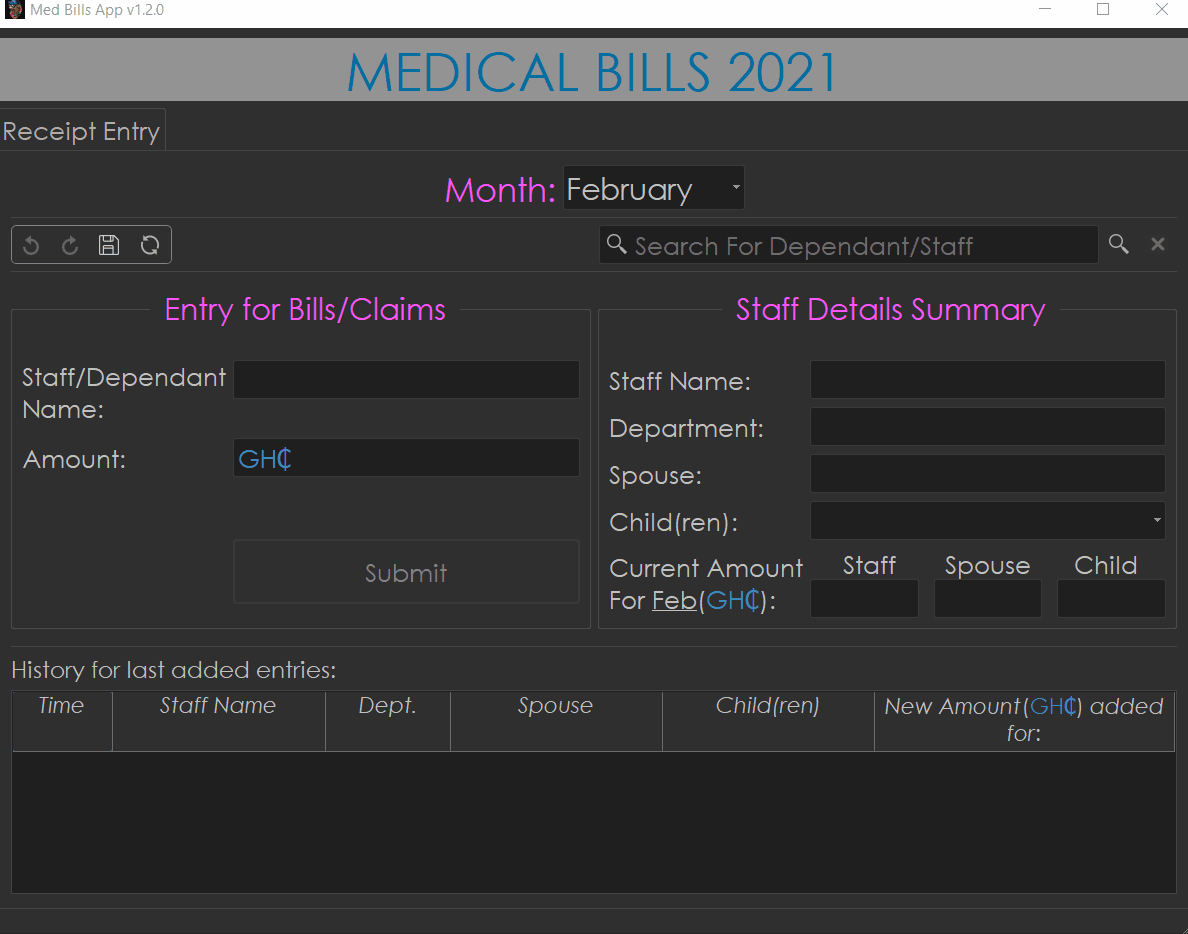 Med Bills App v1.2.0
MEDICAL BILLS 2021
Receipt Entry
Month: February
Search For Dependant/Staff
Entry for Bills/Claims
Staff/Dependant
Name:
Amount: GH₵
Submit
Staff Details Summary
Staff Name:
Department:
Spouse:
Child(ren):
Current Amount
For Feb(GH₵):
Staff Spouse Child
History for last added entries:
Time Staff Name Dept. Spouse Child(ren) New Amount(GH₵) added
for: